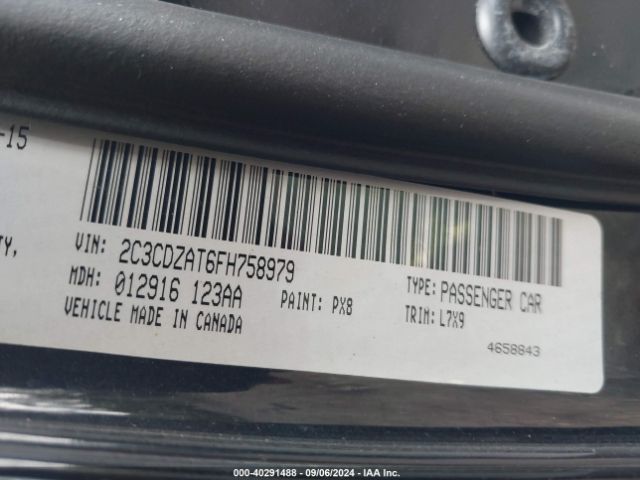 -15
TY,
VIN: 2C3CDZAT6FH758979
MDH: 012916 123AA
PAINT: PX8
VEHICLE MADE IN CANADA
TYPE: PASSENGER CAR
TRIM: L7X9
4658843
000-40291488 - 09/06/2024 - IAA Inc.